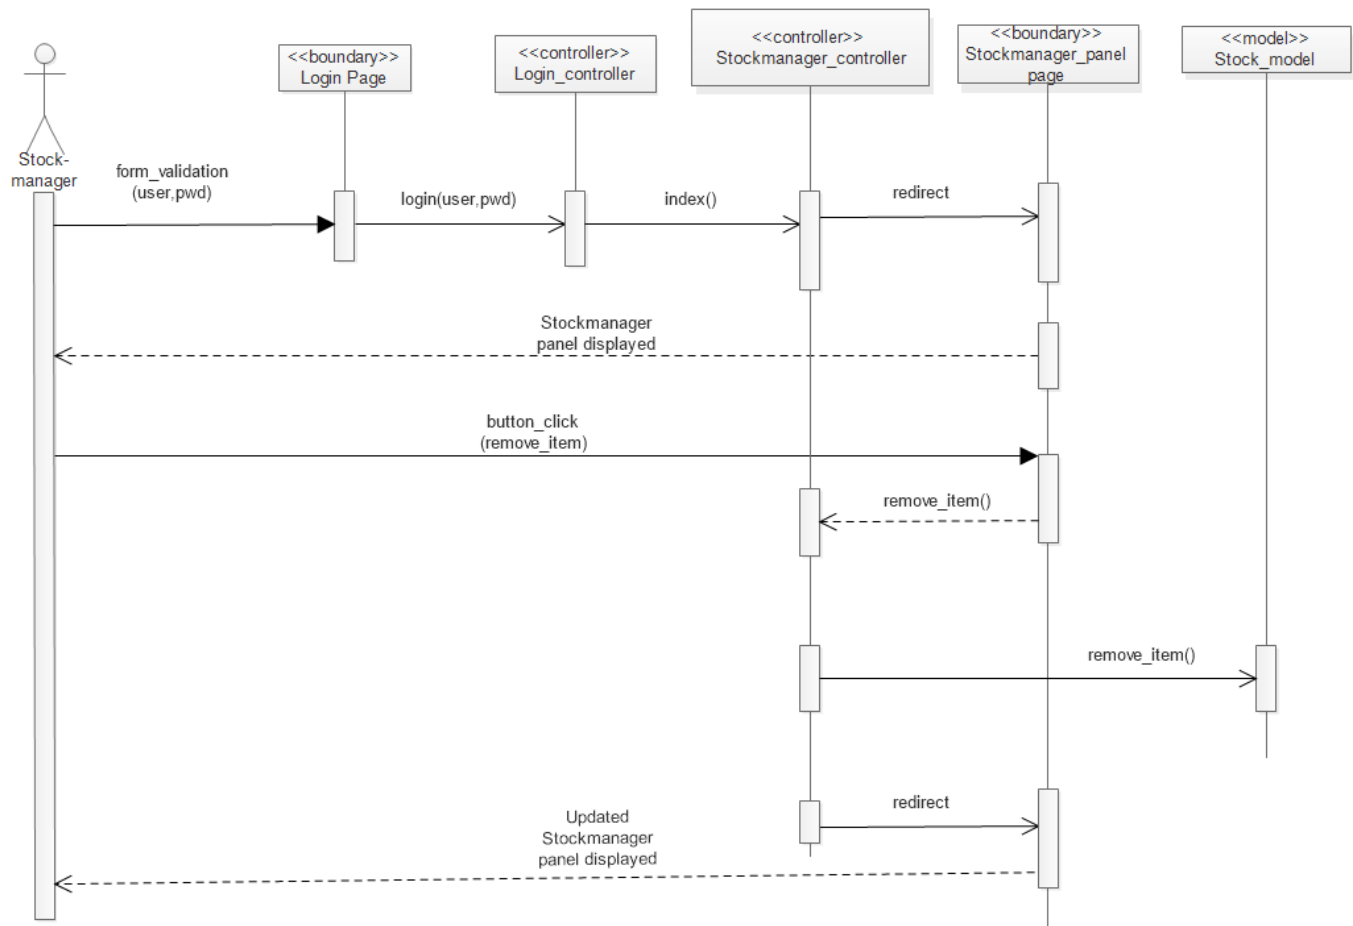 <<boundary>>
Login Page
<<controller>>
Login_controller
<<controller>>
Stockmanager_controller
<<boundary>>
Stockmanager_panel
page
<<model>>
Stock_model
Stock-
manager
form_validation
(user,pwd)
login(user,pwd)
index()
redirect
Stockmanager
panel displayed
button_click
(remove_item)
remove_item()
remove_item()
redirect
Updated
Stockmanager
panel displayed